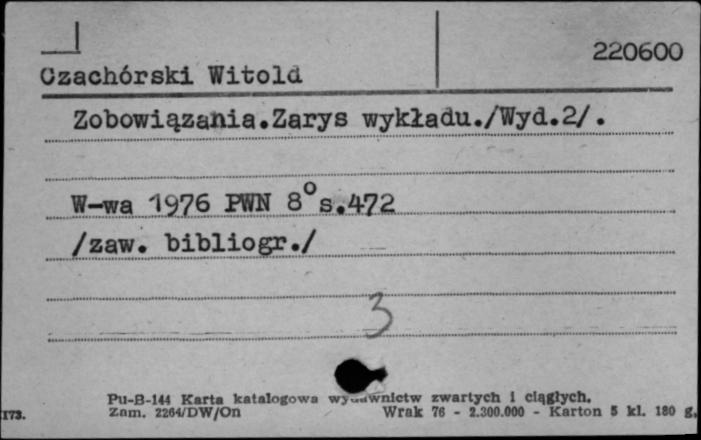 220600
Czachórski Witold
Zobowiązania.Zarys wykładu./Wyd.2/.
W-wa 1976 PWN 8° s.472
/zaw. bibliogr./
3
Pu-B-144 Karta katalogowa wydawnictw zwartych i ciągłych.
173. Zam. 2264/DW/On Wrak 76 - 2.300.000 - Karton 5 kl. 180 g.